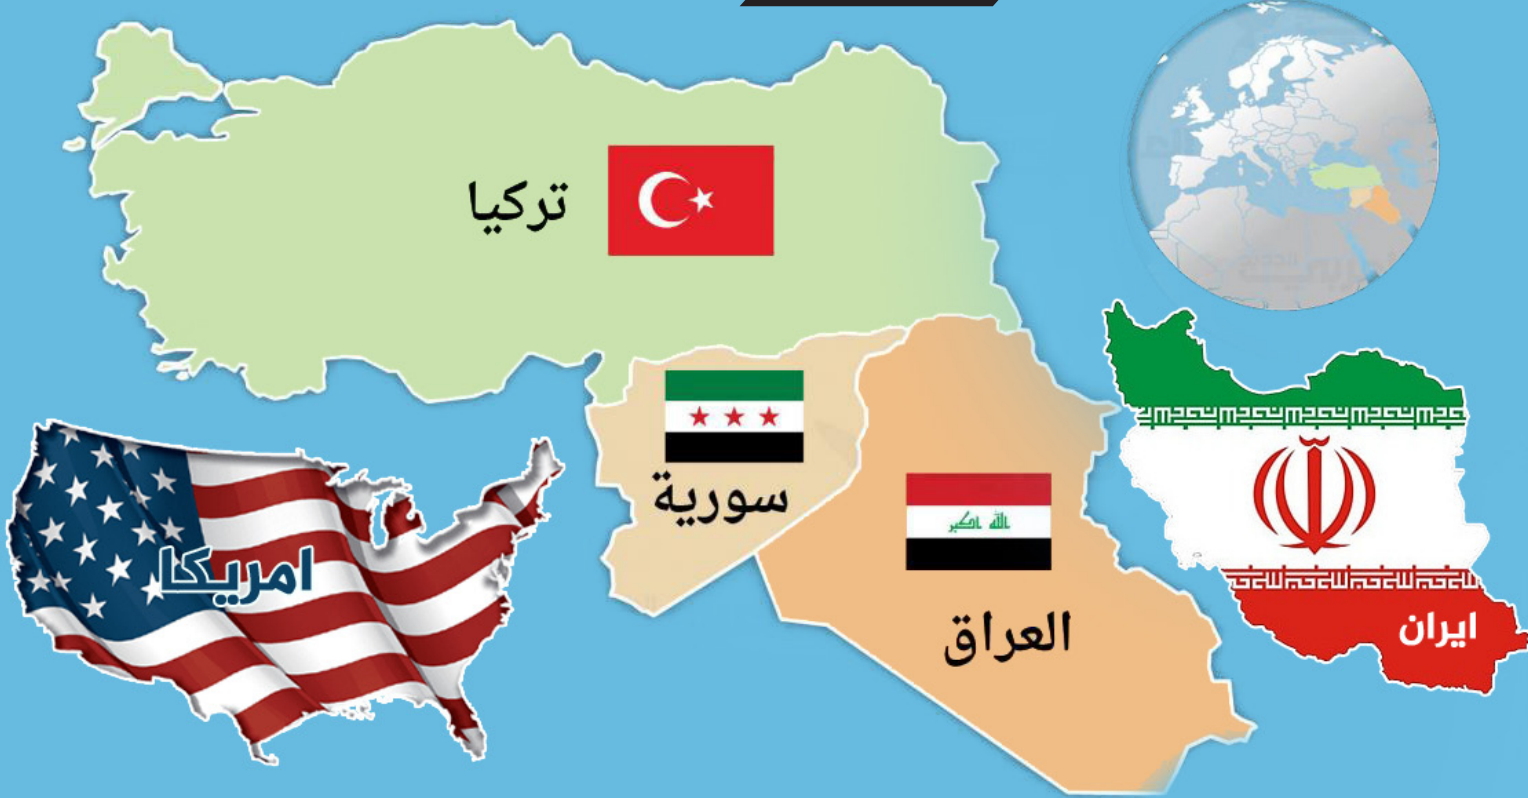 تركيا
سورية
الله اكبر
العراق
امريكا
ايران